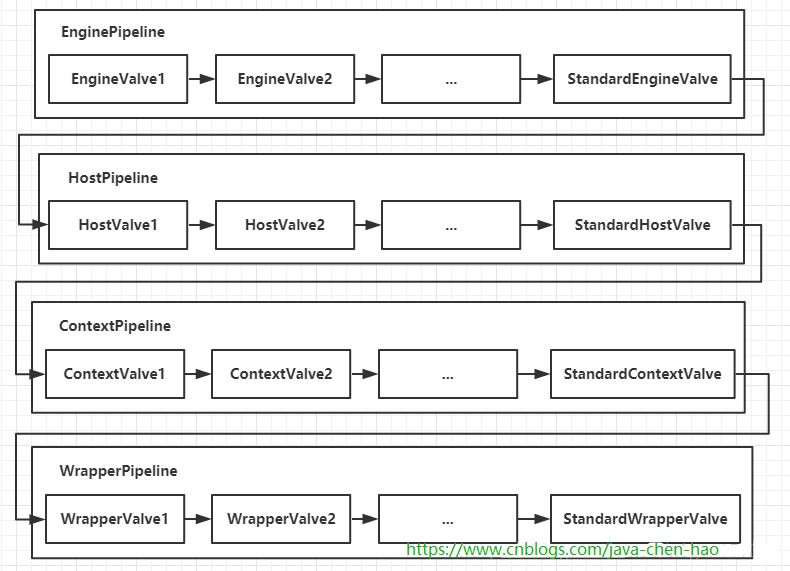 EnginePipeline
EngineValve1 EngineValve2 ... StandardEngineValve
HostPipeline
HostValve1 HostValve2 ... StandardHostValve
ContextPipeline
ContextValve1 ContextValve2 ... StandardContextValve
WrapperPipeline
WrapperValve1 WrapperValve2 ... StandardWrapperValve
https://www.cnblogs.com/java-chen-hao